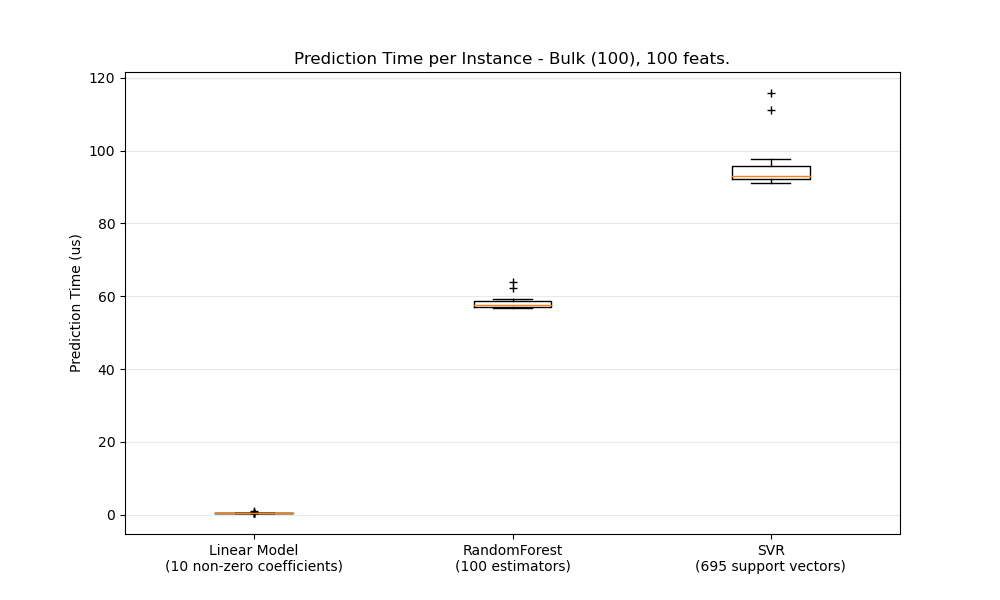 Prediction Time per Instance - Bulk (100), 100 feats.
120
100
80
60
40
20
0
Prediction Time (us)
Linear Model
(10 non-zero coefficients)
RandomForest
(100 estimators)
SVR
(695 support vectors)